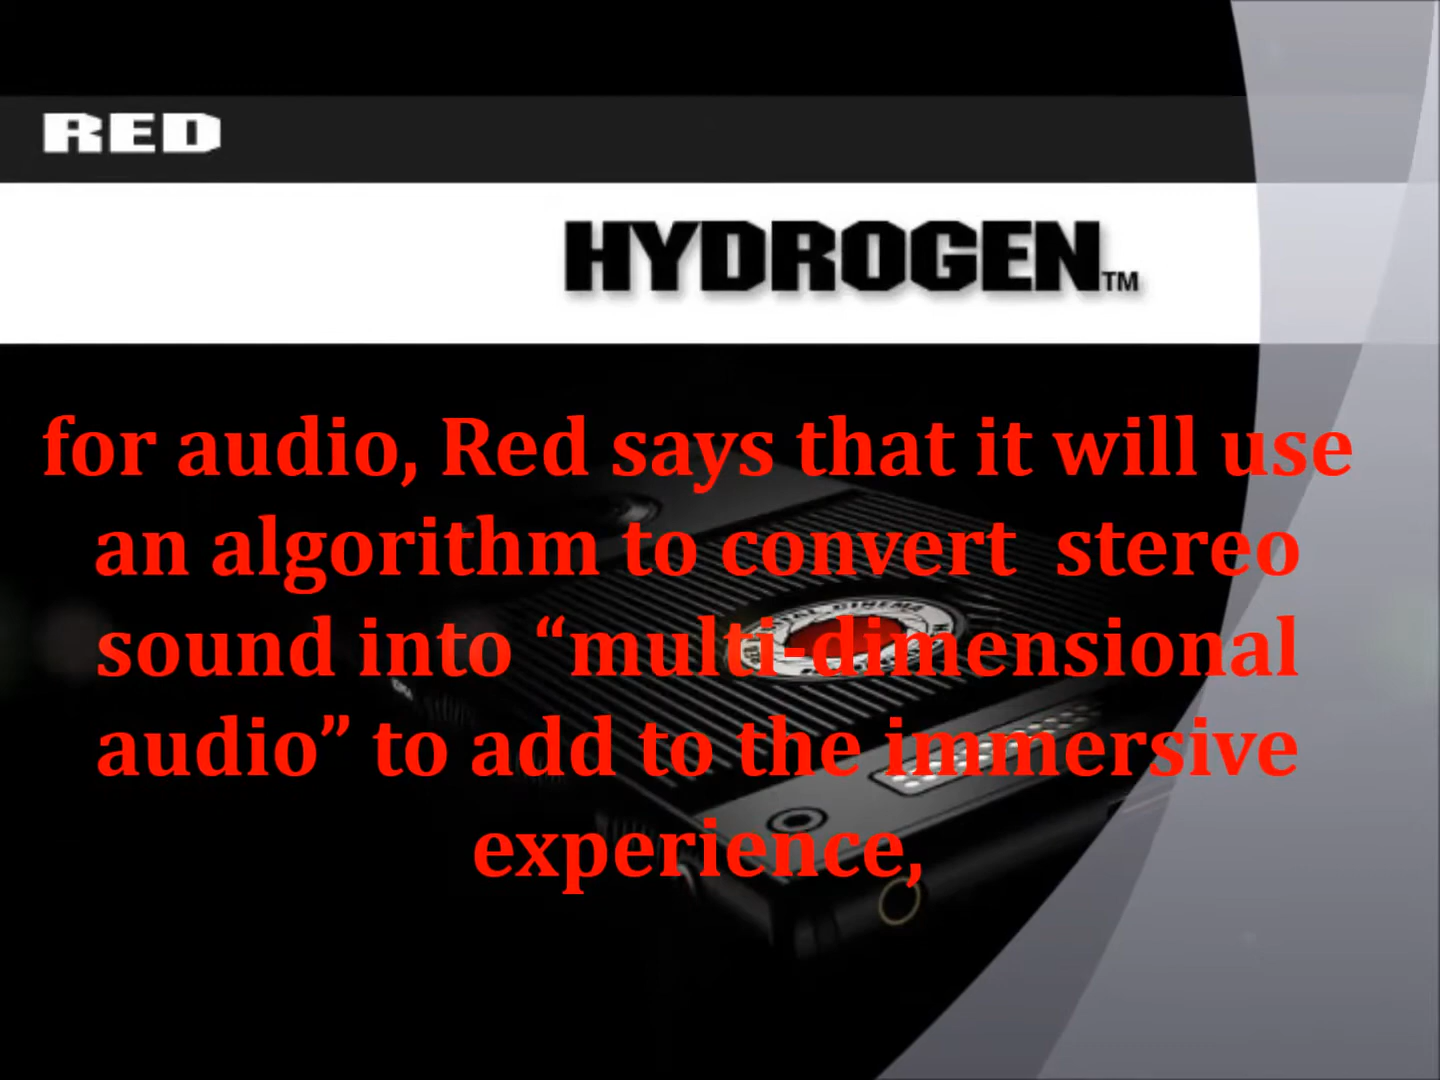 RED
HYDROGEN™
for audio, Red says that it will use
an algorithm to convert  stereo
sound into “multi-dimensional
audio” to add to the immersive
experience,
CINEMA